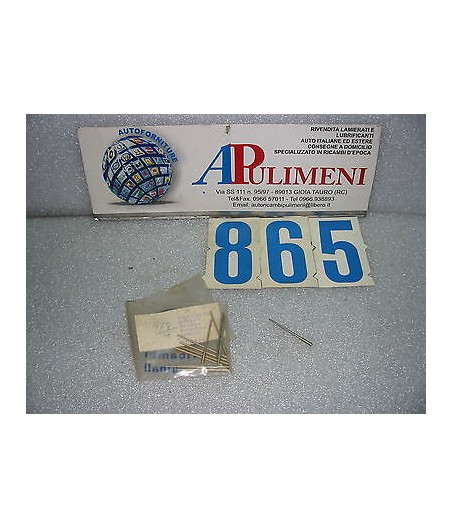 AUTOFORNITURE
RIVENDITA LAMIERATI E
LUBRIFICANTI
AUTO ITALIANE ED ESTERE
CONSEGNE A DOMICILIO
SPECIALIZZATO IN RICAMBI D'EPOCA
APULIMENI
Via SS 111 n. 95/97 - 89013 GIOIA TAURO (RC)
Tel&Fax. 0966 57011 - Tel 0966.938893
Email: autoricambipulimeni@libero.it
865